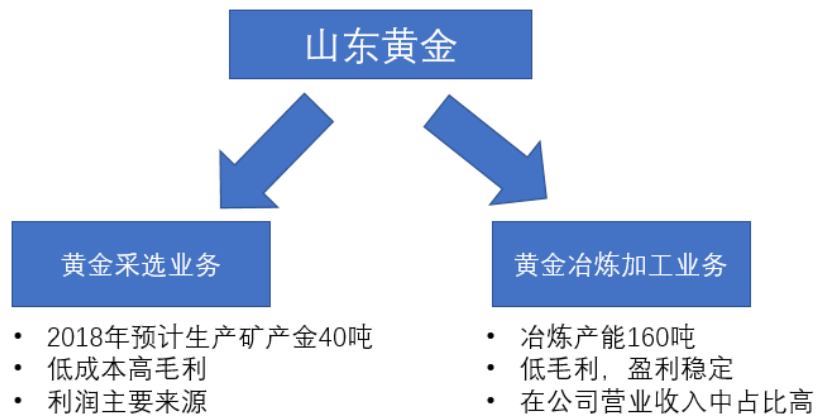 山东黄金
黄金采选业务
• 2018年预计生产矿产金40吨
• 低成本高毛利
• 利润主要来源
黄金冶炼加工业务
• 冶炼产能160吨
• 低毛利，盈利稳定
• 在公司营业收入中占比高